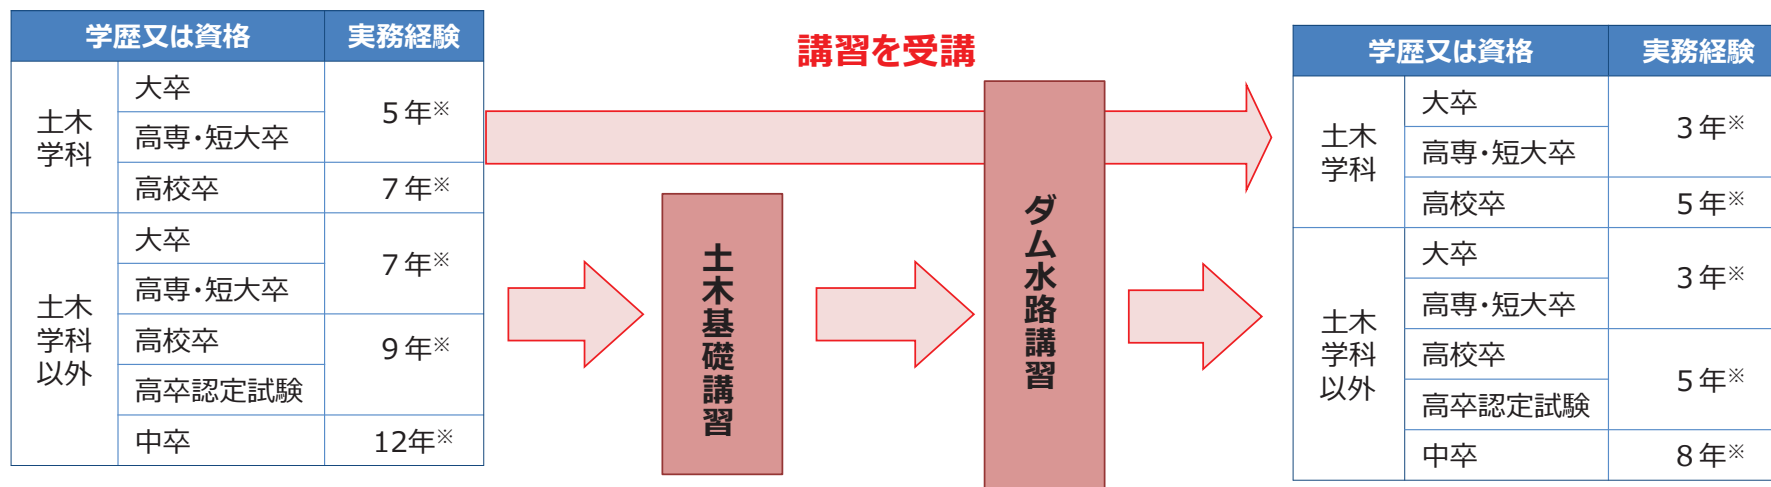 学歴又は資格 実務経験
土木
学科
大卒
高専・短大卒
5年※
高校卒 7年※
土木
学科
以外
大卒
高専・短大卒
7年※
高校卒
高卒認定試験
9年※
中卒 12年※
講習を受講
土木基礎講習
ダム水路講習
学歴又は資格 実務経験
土木
学科
大卒
高専・短大卒
3年※
高校卒 5年※
土木
学科
以外
大卒
高専・短大卒
3年※
高校卒
高卒認定試験
5年※
中卒 8年※